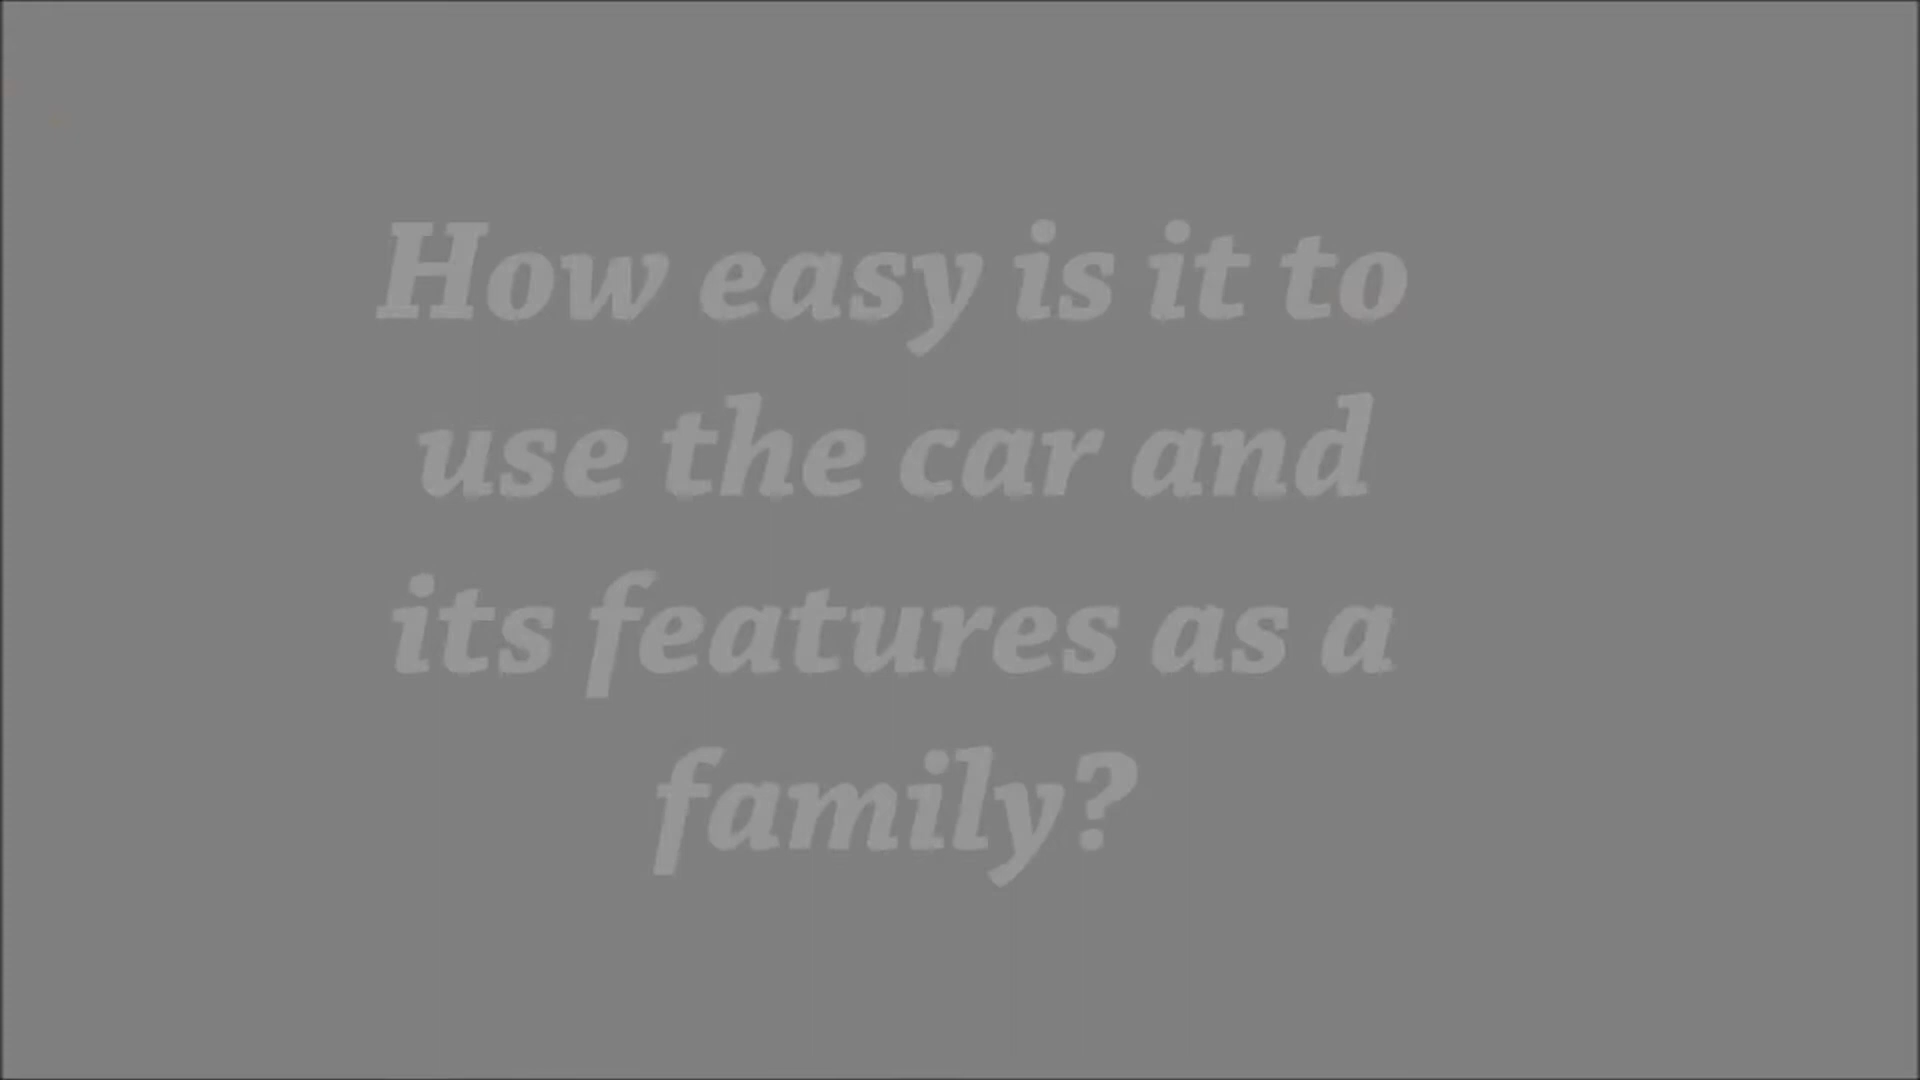 How easy is it to
use the car and
its features as a
family?